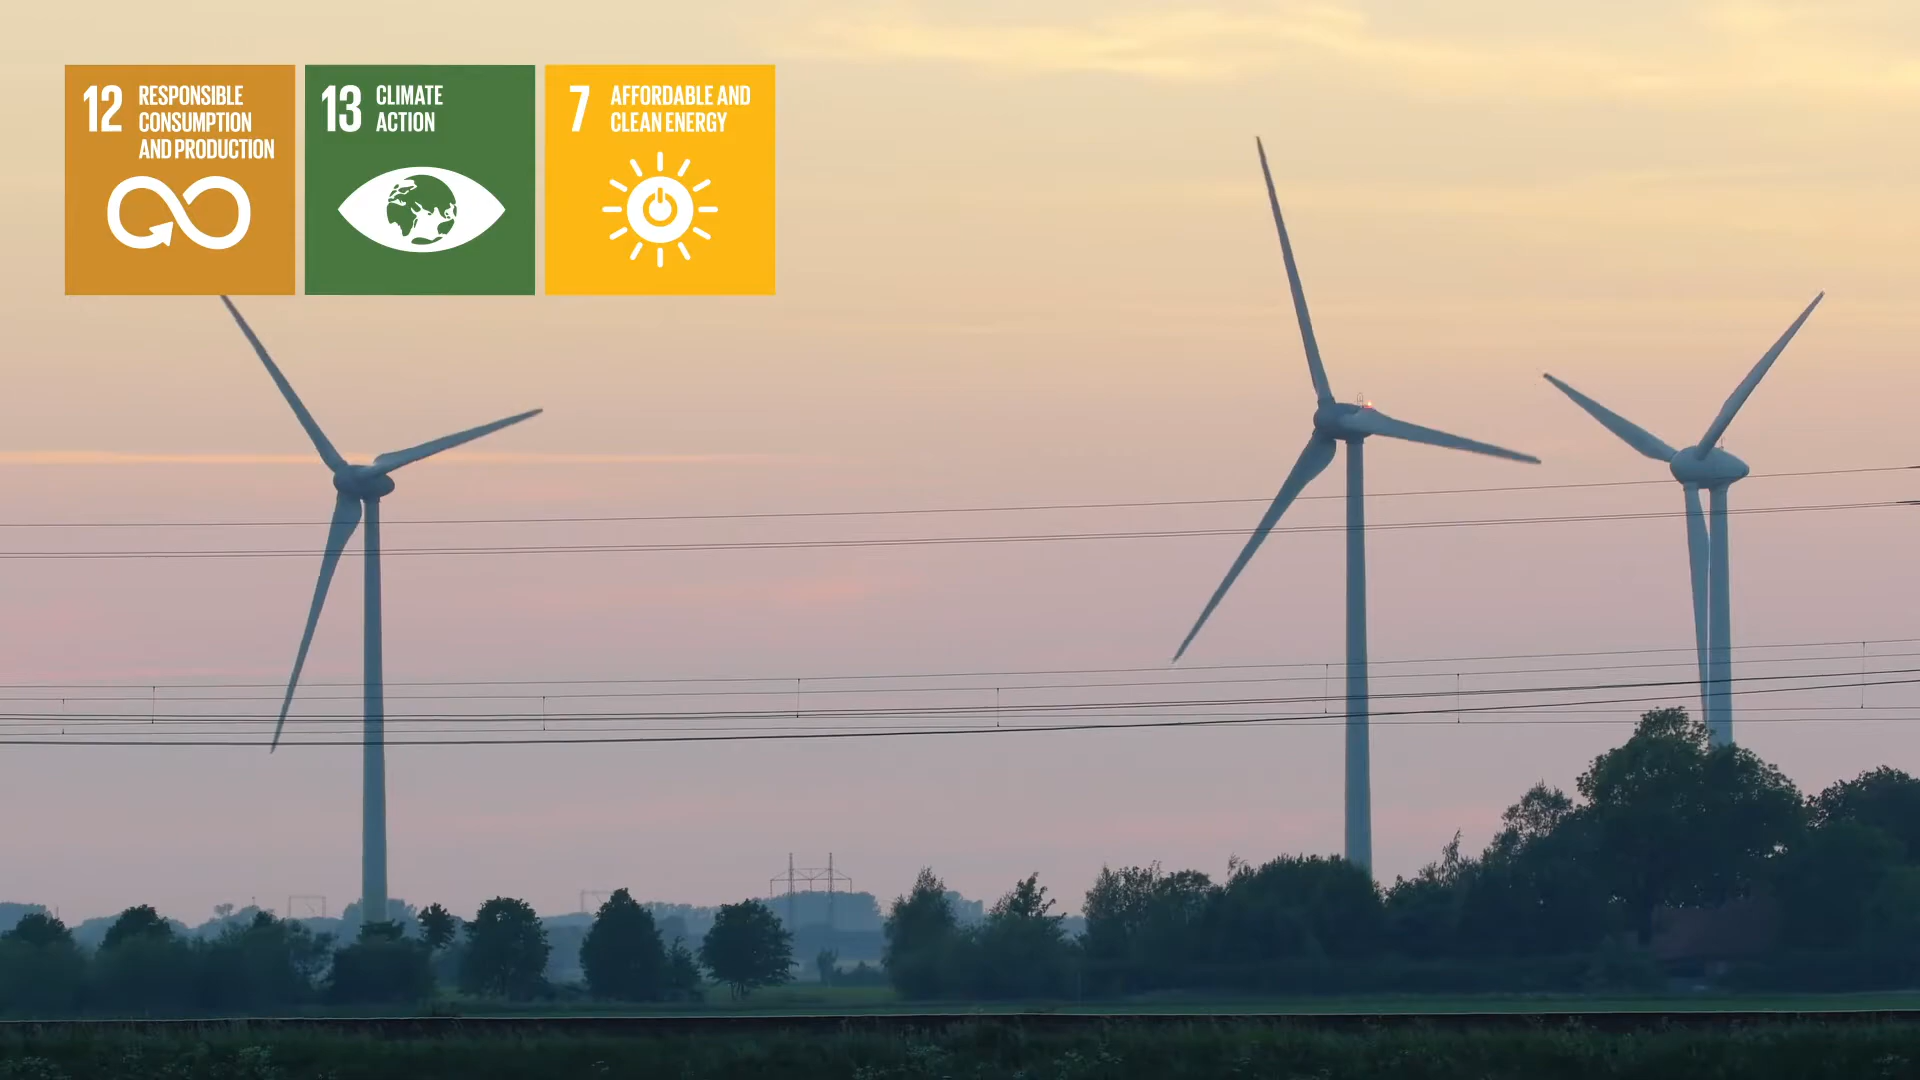 12 RESPONSIBLE
CONSUMPTION
AND PRODUCTION
13 CLIMATE
ACTION
7 AFFORDABLE AND
CLEAN ENERGY